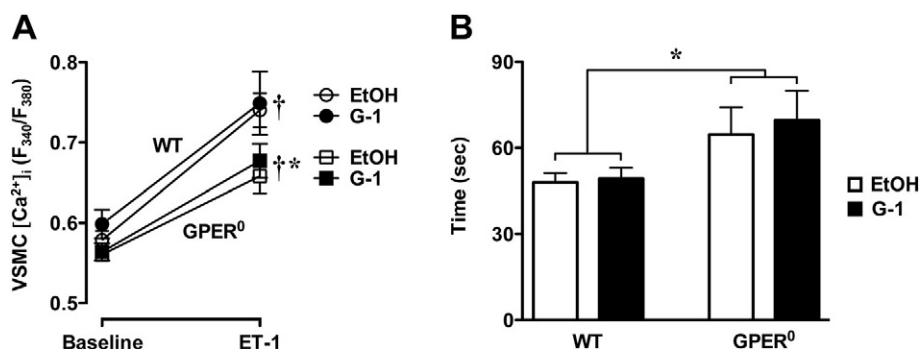 A
VSMC [Ca²⁺]ᵢ (F₃₄₀/F₃₈₀)
0.8
0.7
0.6
0.5
WT
GPER⁰
†
†*
EtOH
G-1
EtOH
G-1
Baseline
ET-1
B
Time (sec)
90
60
30
0
*
WT
GPER⁰
EtOH
G-1